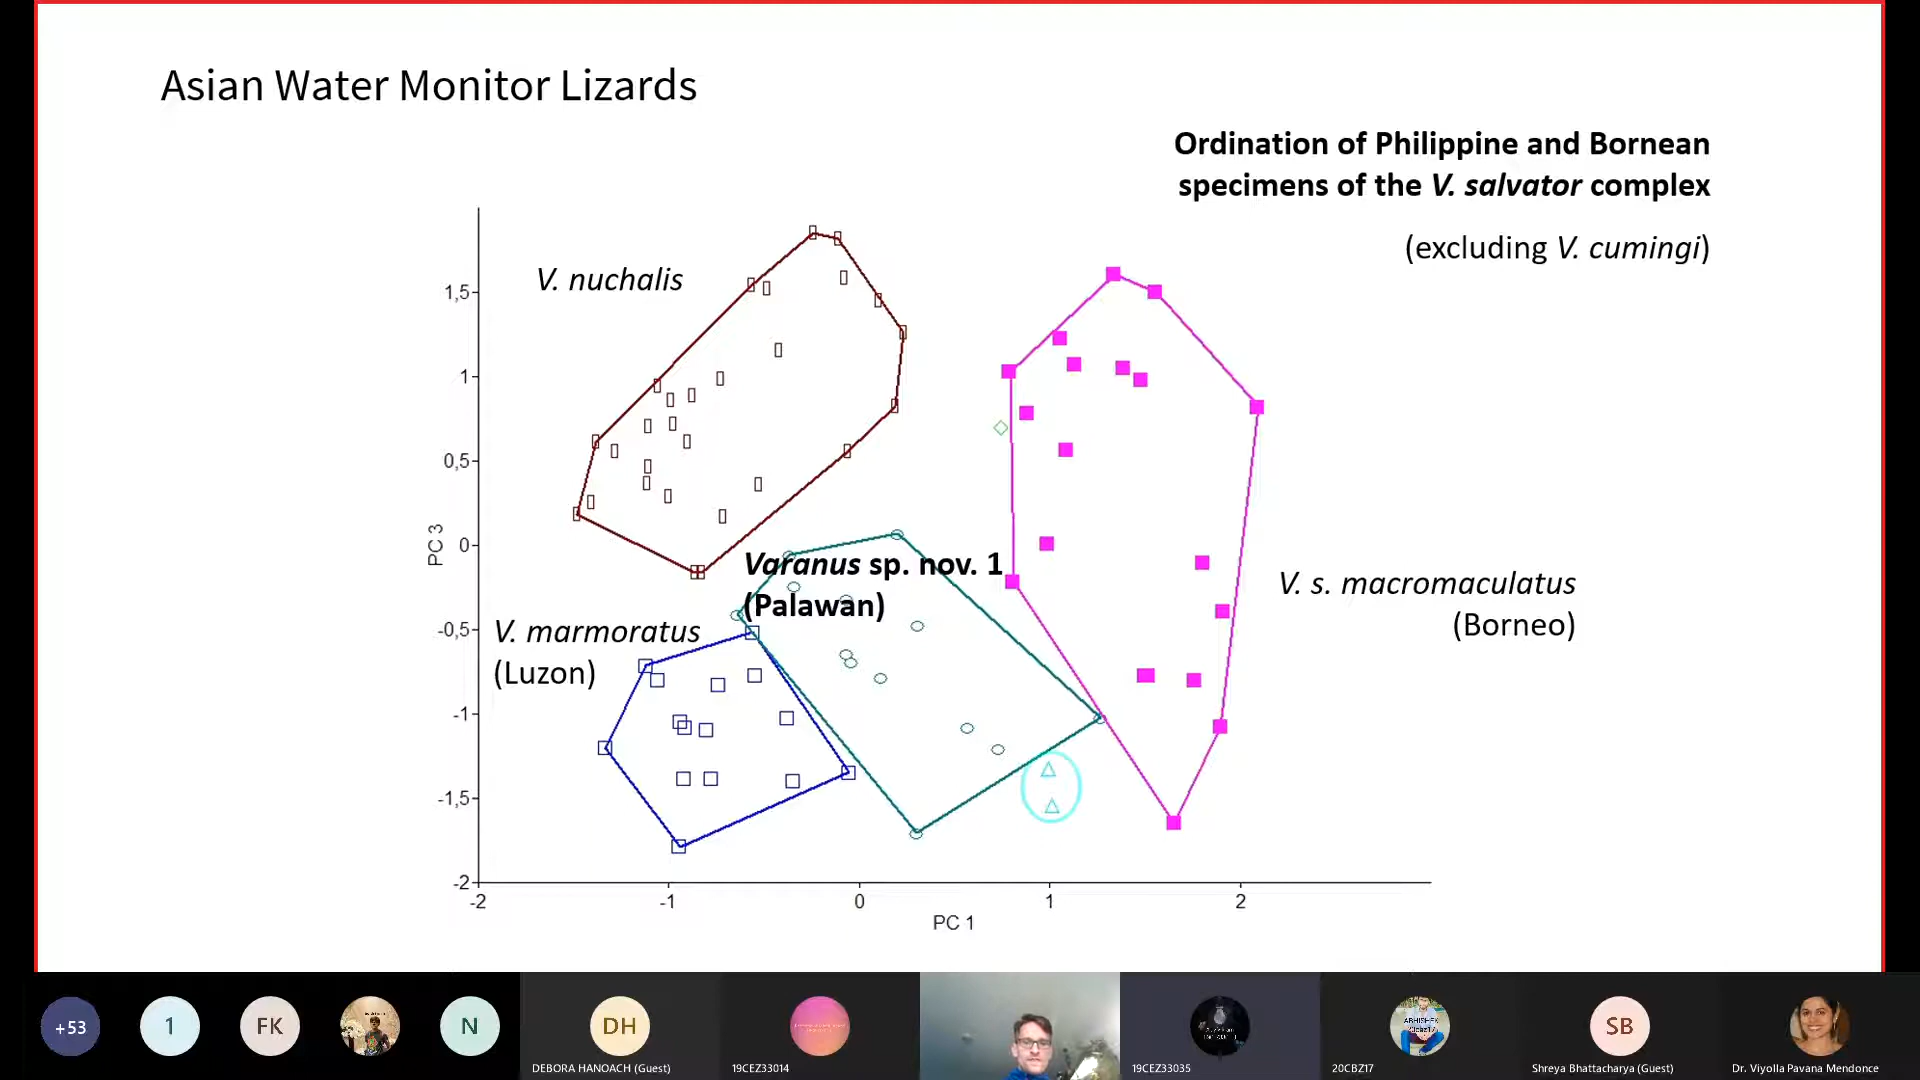 Asian Water Monitor Lizards
Ordination of Philippine and Bornean
specimens of the V. salvator complex
(excluding V. cumingi)
V. nuchalis
1,5
1
0,5
0
-0,5
-1
-1,5
-2
PC 3
Varanus sp. nov. 1
(Palawan)
V. marmoratus
(Luzon)
V. s. macromaculatus
(Borneo)
-2
-1
0
1
2
PC 1
+53
1
FK
N
DH
DEBORA HANOACH (Guest)
19CEZ33014
19CEZ33035
ABHISHEK
20CBZ17
SB
Shreya Bhattacharya (Guest)
Dr. Viyolla Pavana Mendonce